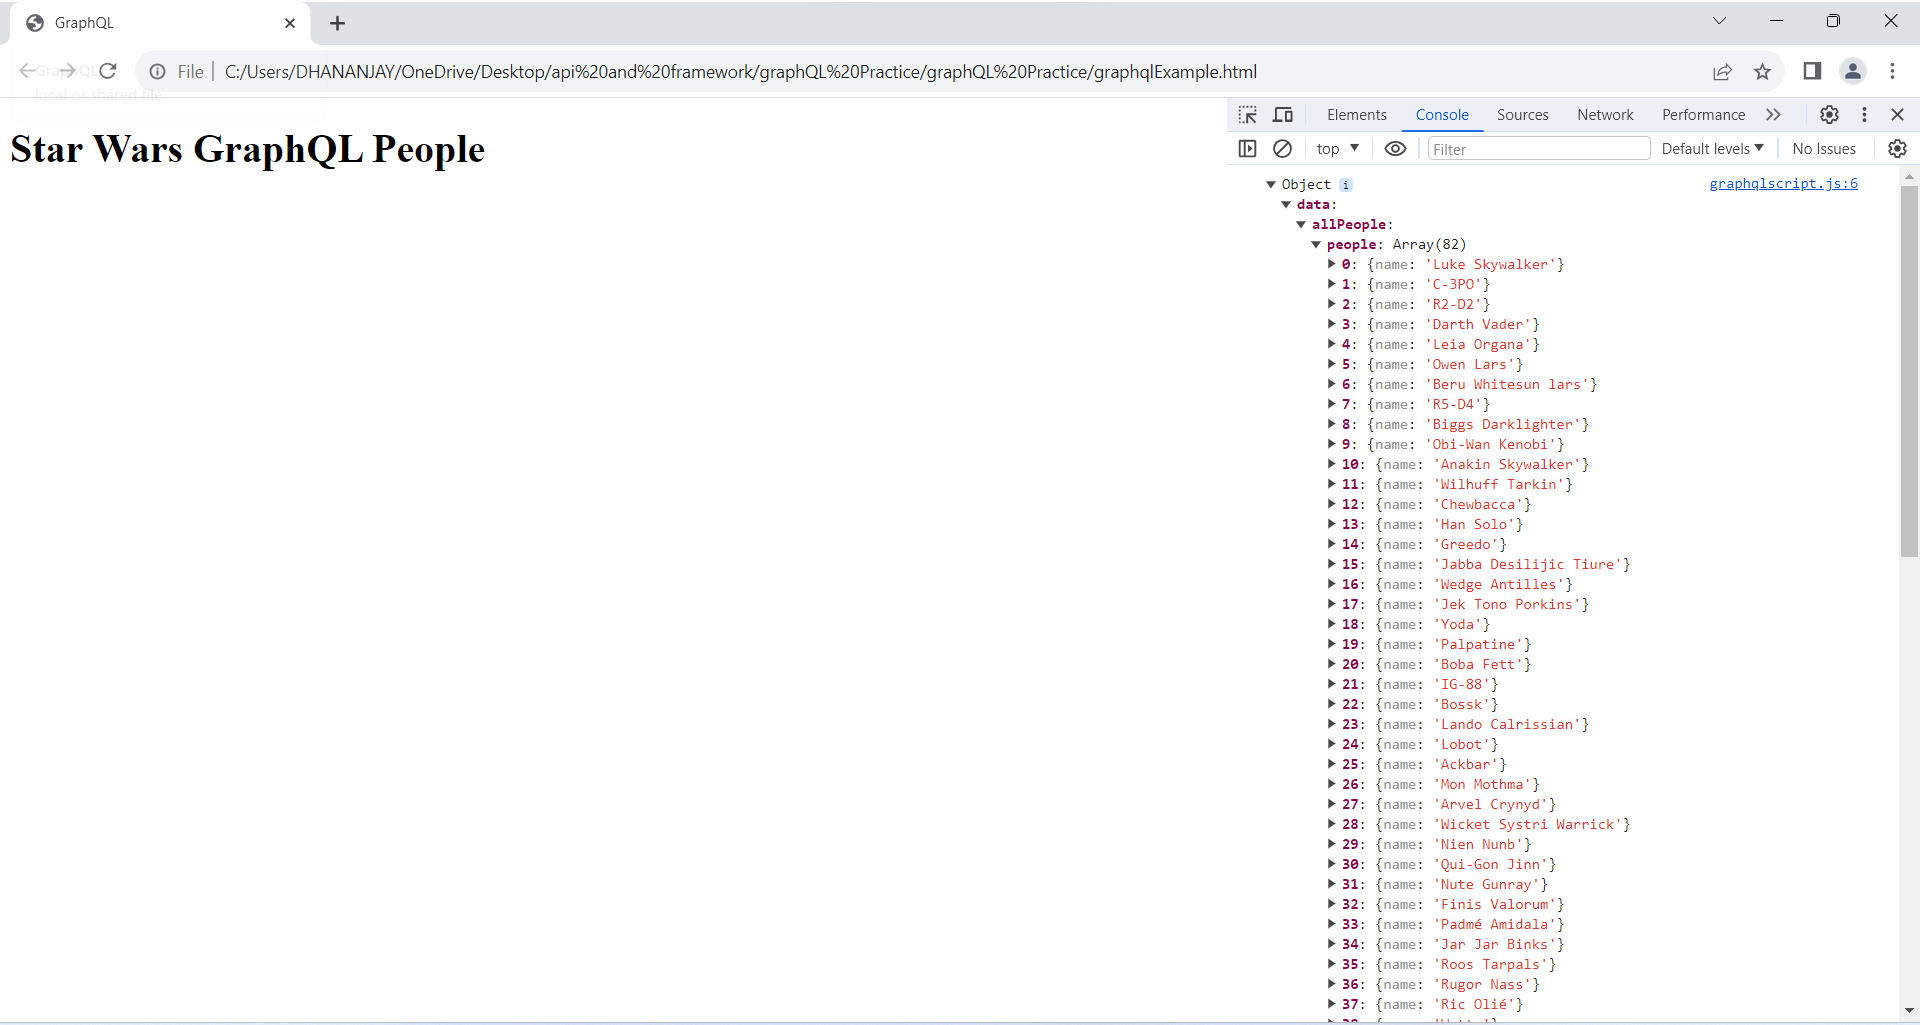 GraphQL
File
C:/Users/DHANANJAY/OneDrive/Desktop/api%20and%20framework/graphQL%20Practice/graphQL%20Practice/graphqlExample.html
GraphQL
local or shared file
Star Wars GraphQL People
Elements Console Sources Network Performance
top Filter Default levels No Issues
Object i graphqlscript.js:6
data:
allPeople:
people: Array(82)
0: {name: 'Luke Skywalker'}
1: {name: 'C-3PO'}
2: {name: 'R2-D2'}
3: {name: 'Darth Vader'}
4: {name: 'Leia Organa'}
5: {name: 'Owen Lars'}
6: {name: 'Beru Whitesun lars'}
7: {name: 'R5-D4'}
8: {name: 'Biggs Darklighter'}
9: {name: 'Obi-Wan Kenobi'}
10: {name: 'Anakin Skywalker'}
11: {name: 'Wilhuff Tarkin'}
12: {name: 'Chewbacca'}
13: {name: 'Han Solo'}
14: {name: 'Greedo'}
15: {name: 'Jabba Desilijic Tiure'}
16: {name: 'Wedge Antilles'}
17: {name: 'Jek Tono Porkins'}
18: {name: 'Yoda'}
19: {name: 'Palpatine'}
20: {name: 'Boba Fett'}
21: {name: 'IG-88'}
22: {name: 'Bossk'}
23: {name: 'Lando Calrissian'}
24: {name: 'Lobot'}
25: {name: 'Ackbar'}
26: {name: 'Mon Mothma'}
27: {name: 'Arvel Crynyd'}
28: {name: 'Wicket Systri Warrick'}
29: {name: 'Nien Nunb'}
30: {name: 'Qui-Gon Jinn'}
31: {name: 'Nute Gunray'}
32: {name: 'Finis Valorum'}
33: {name: 'Padmé Amidala'}
34: {name: 'Jar Jar Binks'}
35: {name: 'Roos Tarpals'}
36: {name: 'Rugor Nass'}
37: {name: 'Ric Olié'}